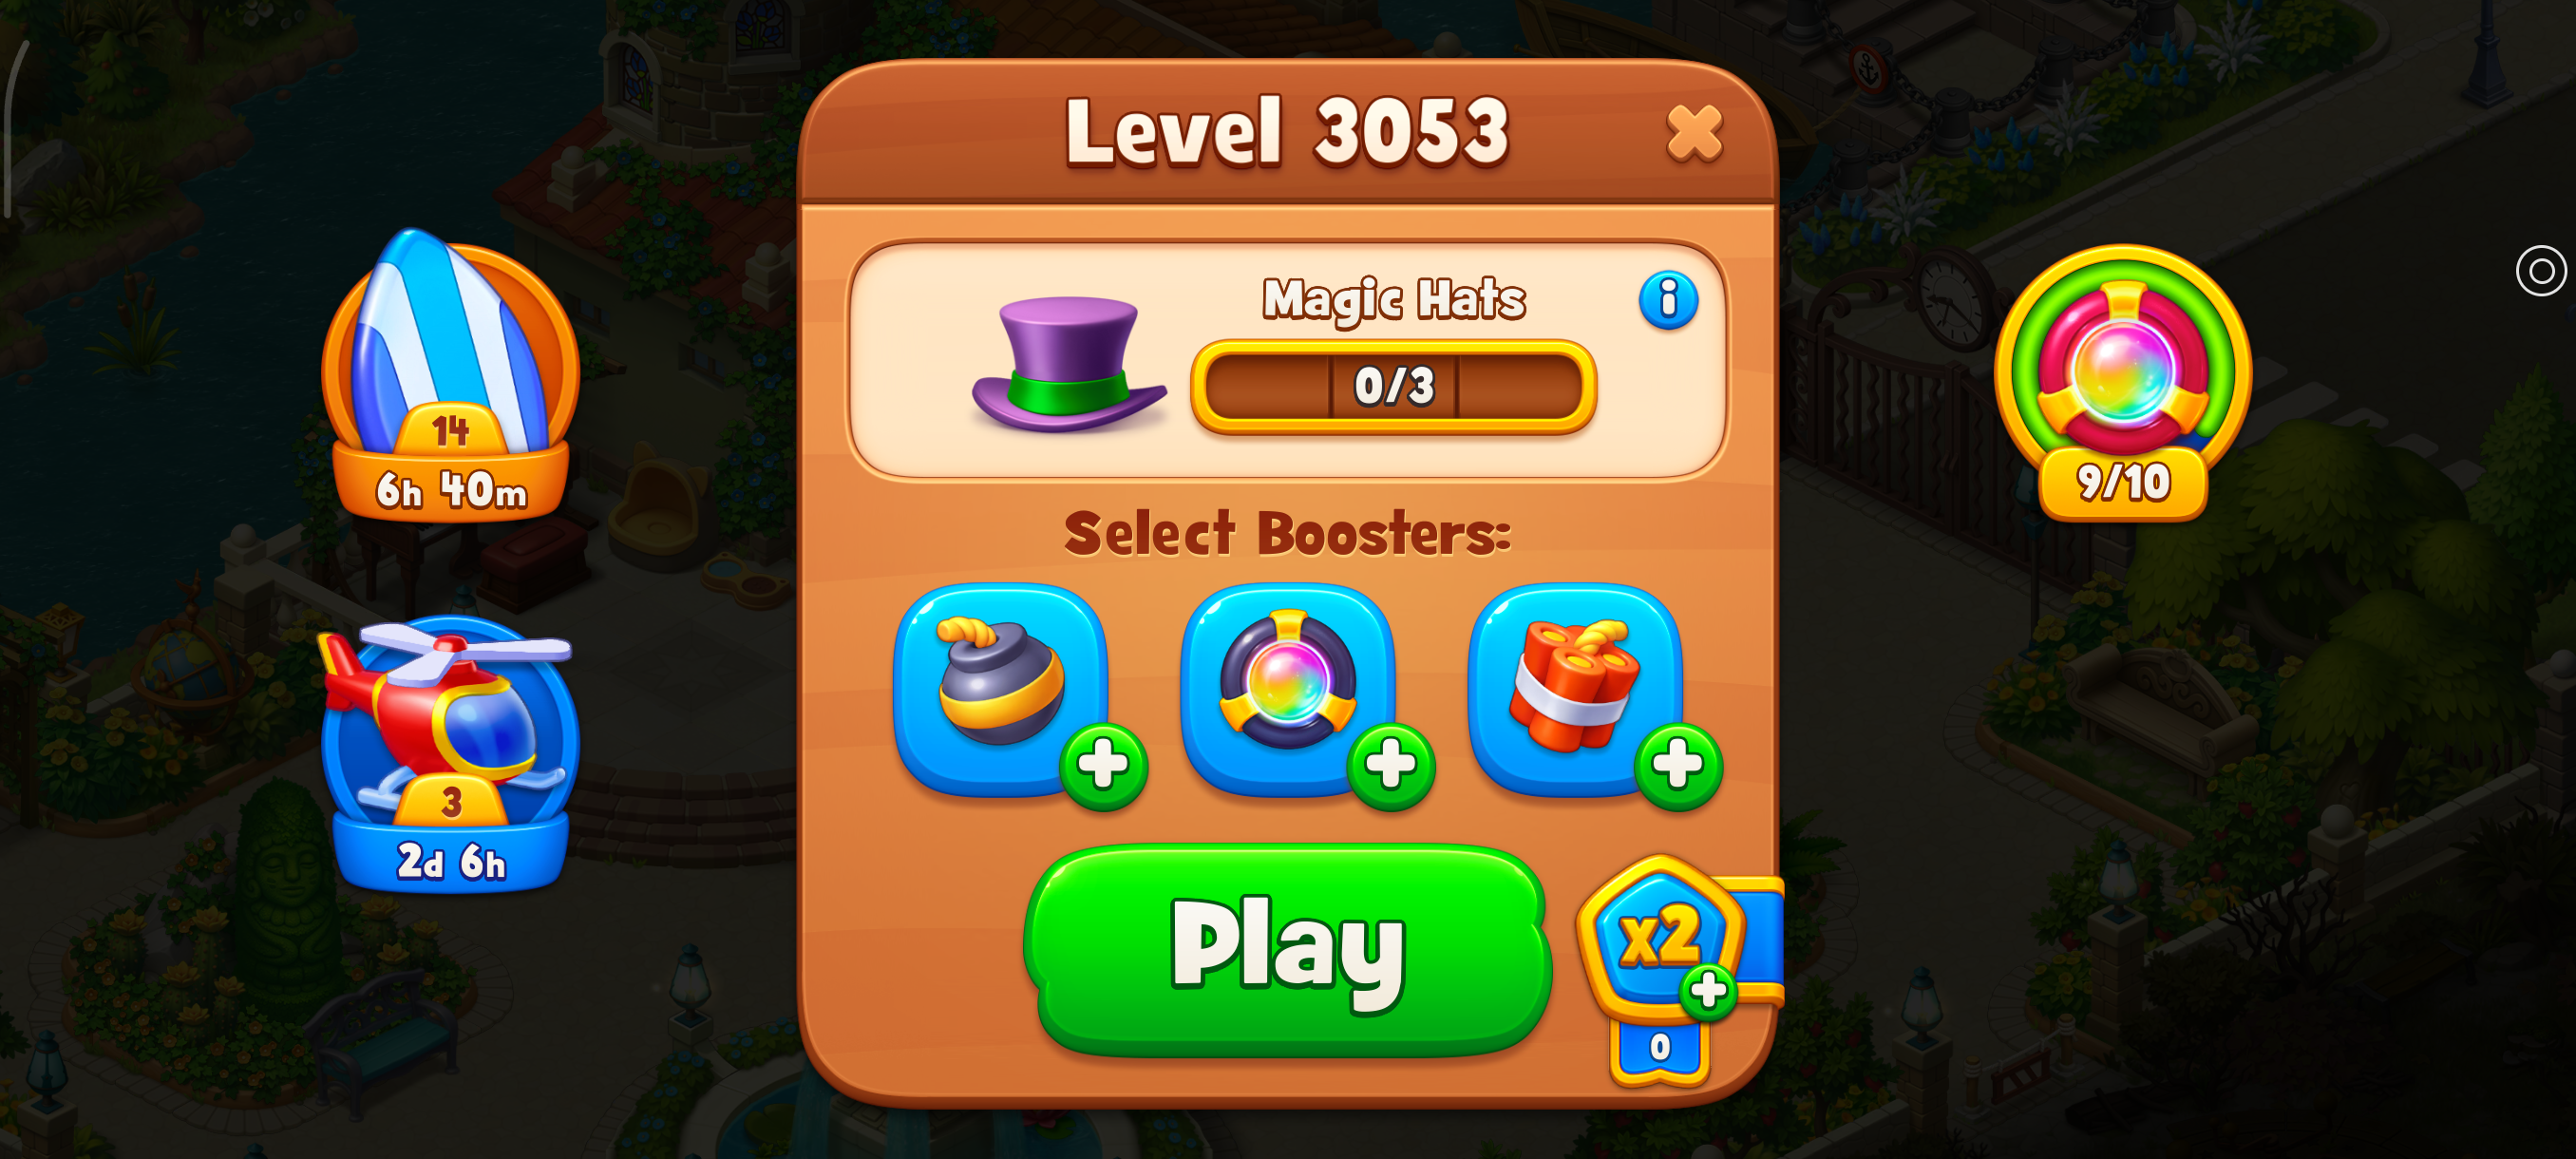 Level 3053
Magic Hats
0/3
14
6h 40m
9/10
Select Boosters:
3
2d 6h
Play
x2
0